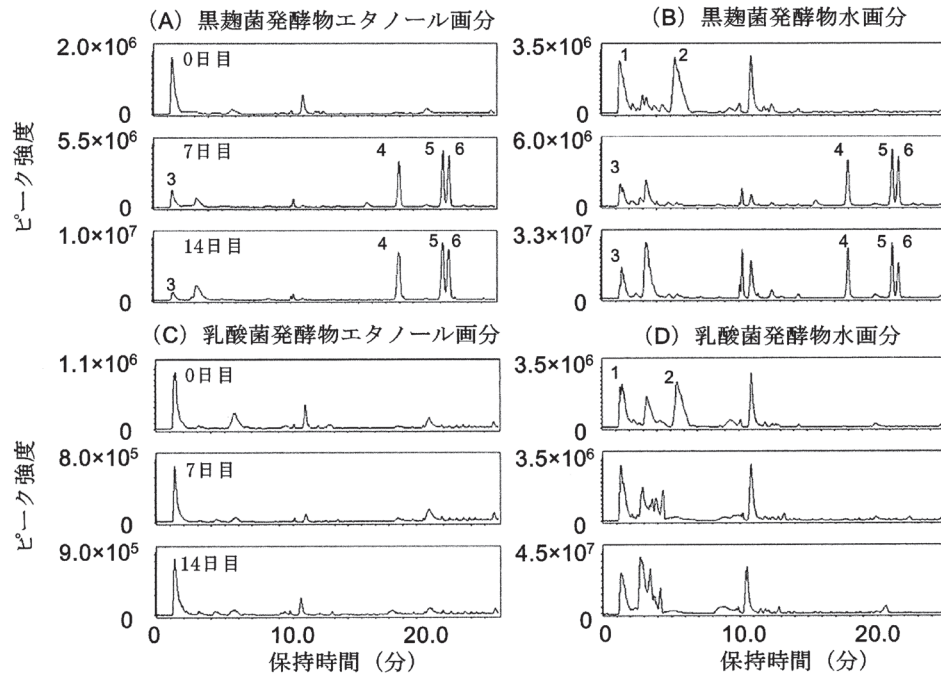 (A) 黒麹菌発酵物エタノール画分
2.0×10⁶
0日目
0
5.5×10⁶
7日目
3
4
5
6
0
1.0×10⁷
14日目
3
4
5
6
0
ピーク強度
(B) 黒麹菌発酵物水画分
3.5×10⁶
1
2
0
6.0×10⁶
3
4
5
6
0
3.3×10⁷
3
4
5
6
0
(C) 乳酸菌発酵物エタノール画分
1.1×10⁶
0日目
0
8.0×10⁵
7日目
0
9.0×10⁵
14日目
0
ピーク強度
0 10.0 20.0
保持時間（分）
(D) 乳酸菌発酵物水画分
3.5×10⁶
1
2
0
3.5×10⁶
0
4.5×10⁷
0
0 10.0 20.0
保持時間（分）